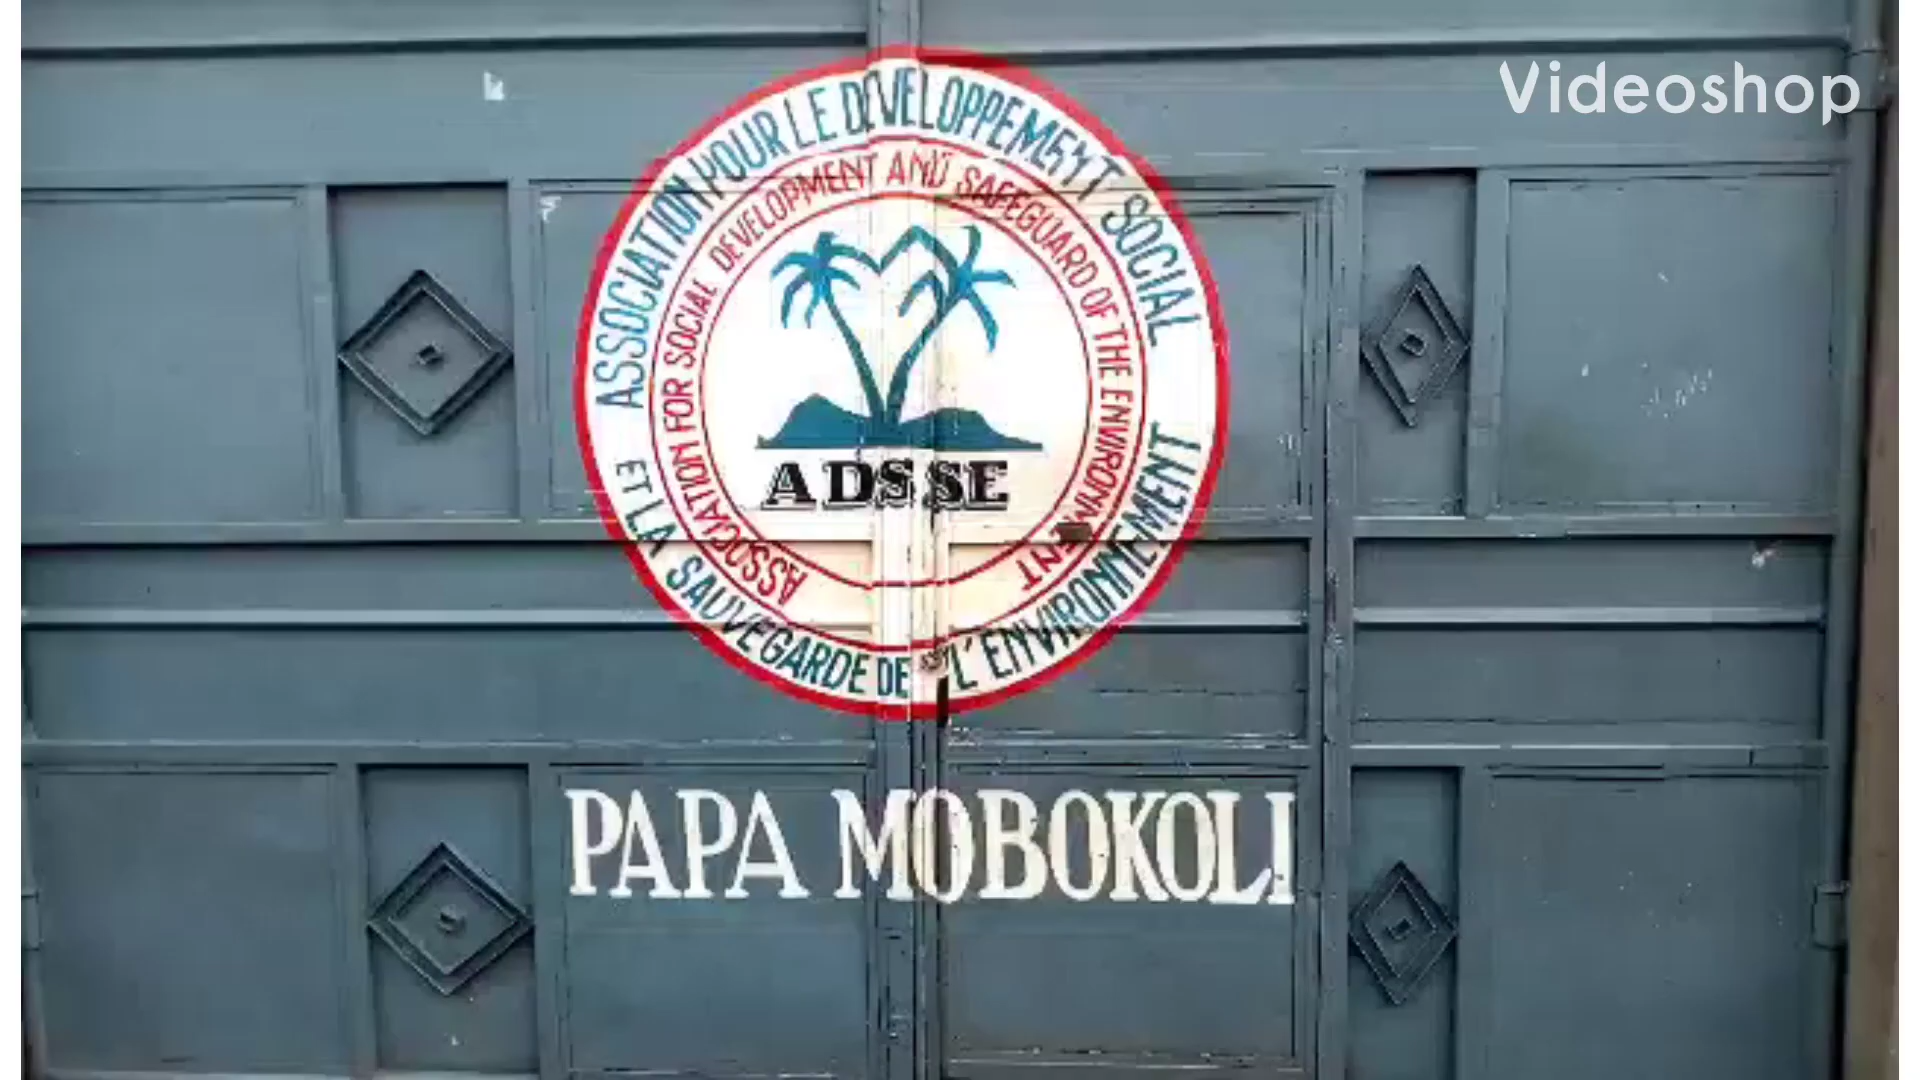 Videoshop
ASSOCIATION POUR LE DEVELOPPEMENT SOCIAL
ET LA SAUVEGARDE DE L'ENVIRONNEMENT
ASSOCIATION FOR SOCIAL DEVELOPMENT AND SAFEGUARD OF THE ENVIRONMENT
ADSSE
PAPA MOBOKOLI